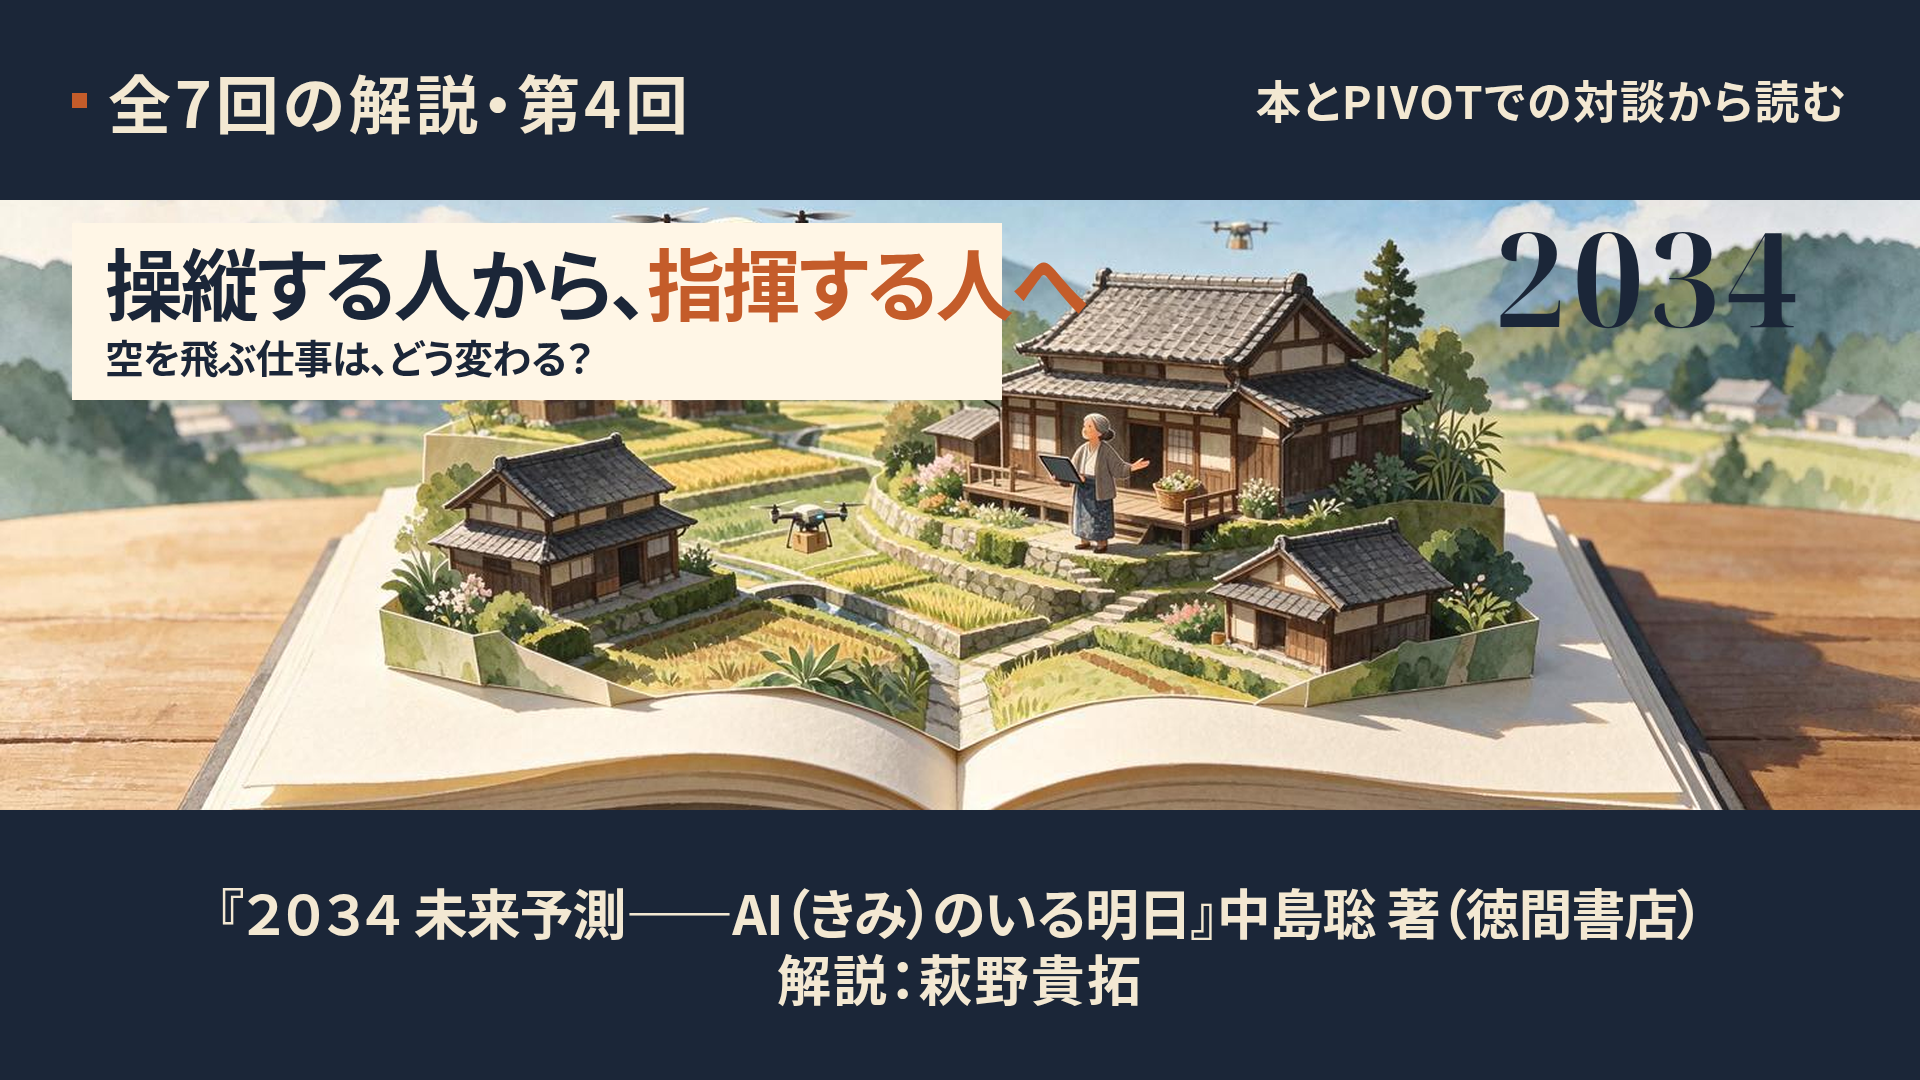 全7回の解説・第4回
本とPIVOTでの対談から読む
操縦する人から、指揮する人へ
空を飛ぶ仕事は、どう変わる？
2034
『２０３４ 未来予測――AI（きみ）のいる明日』中島聡 著（徳間書店）
解説：萩野貴拓